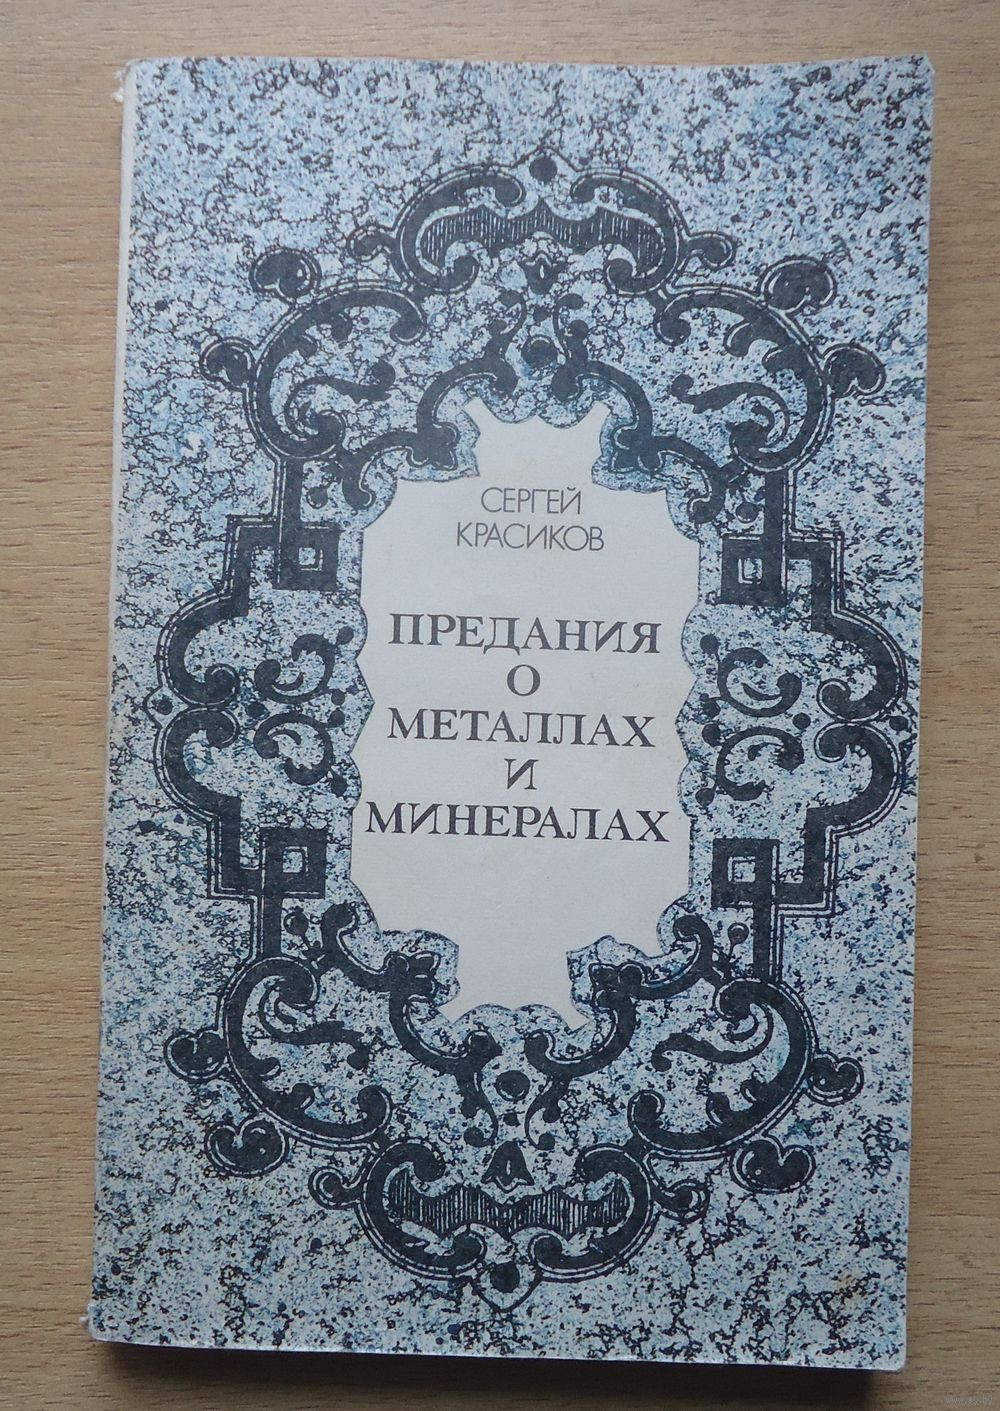 СЕРГЕЙ
КРАСИКОВ
ПРЕДАНИЯ
О
МЕТАЛЛАХ
И
МИНЕРАЛАХ